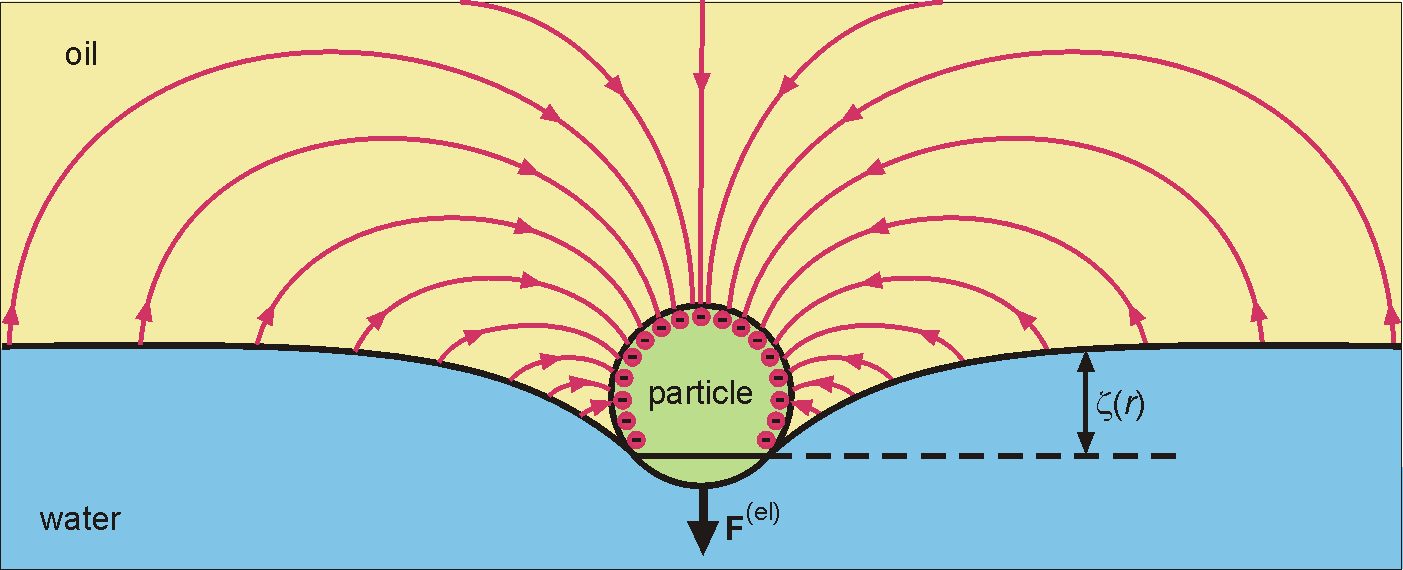 oil
particle
ζ(r)
water
F(el)